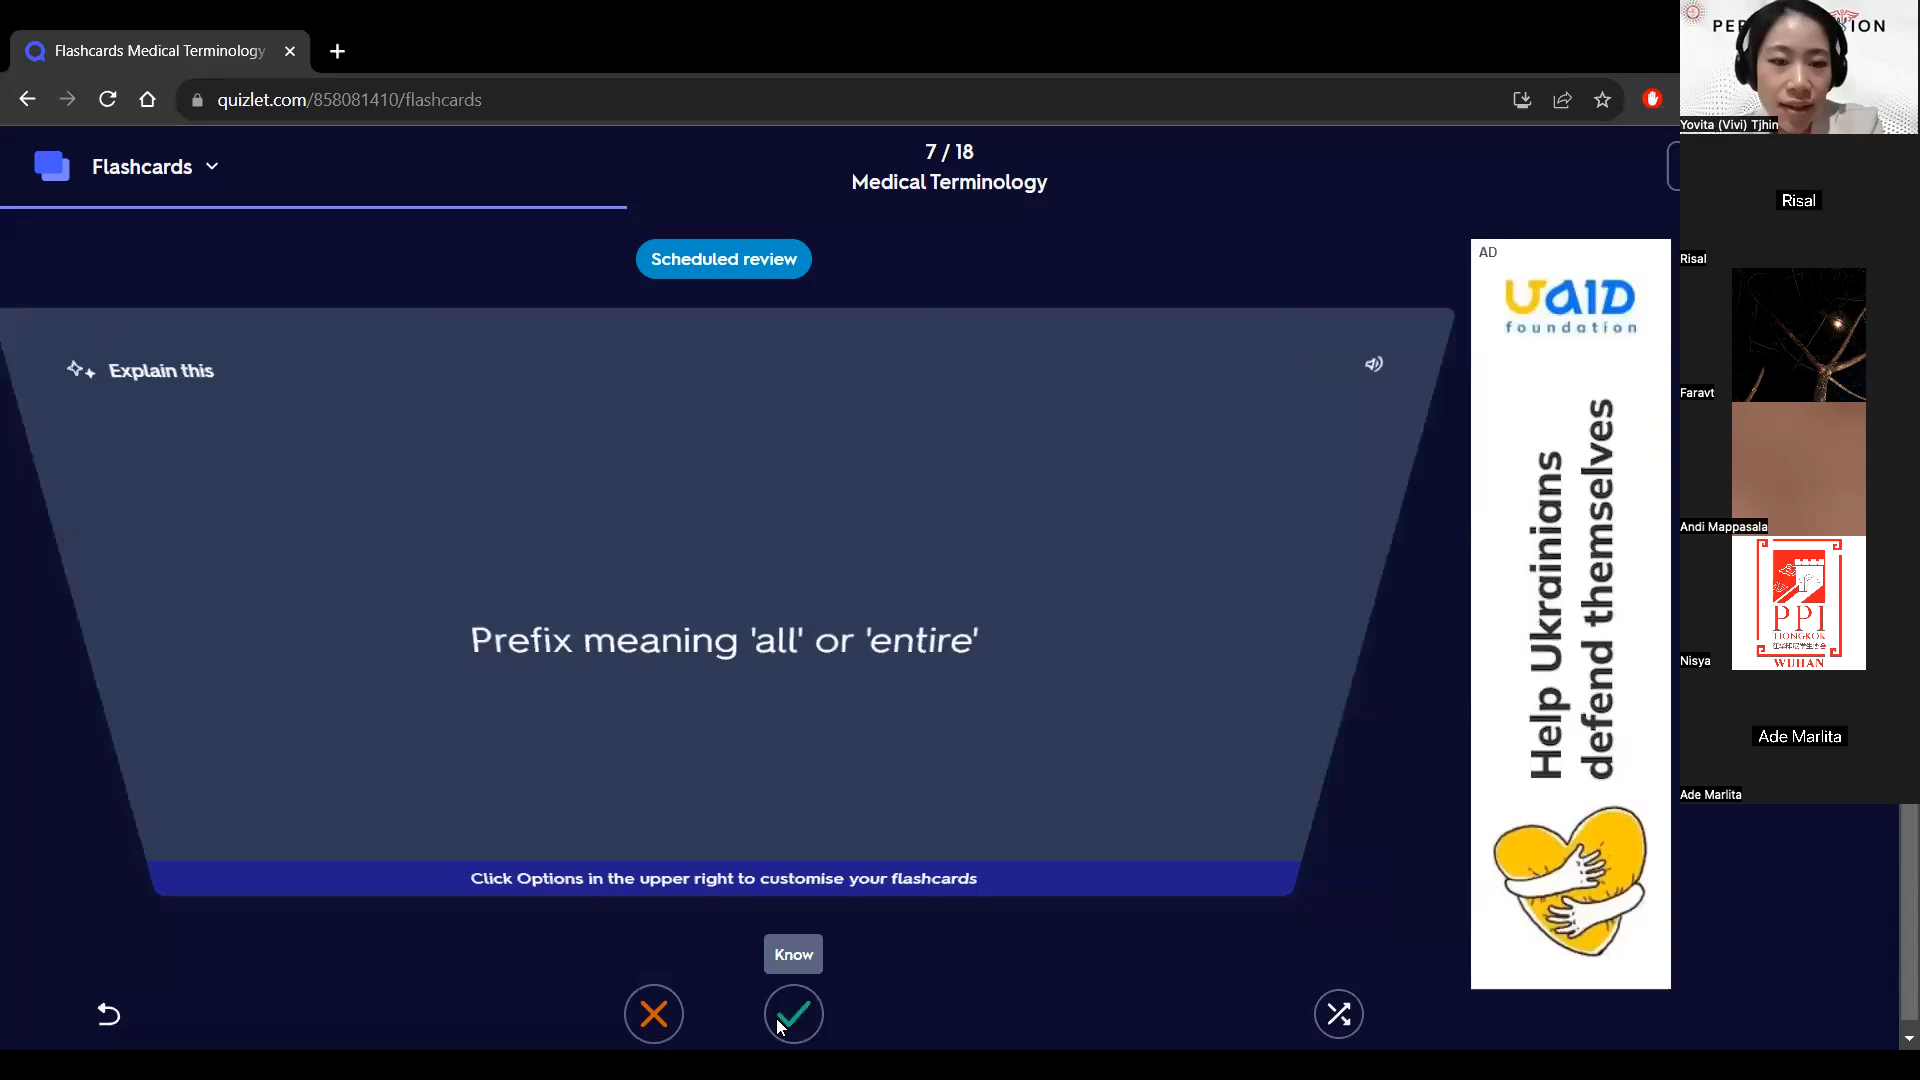 Flashcards Medical Terminology
quizlet.com/858081410/flashcards
Flashcards
7 / 18
Medical Terminology
Scheduled review
Explain this
Prefix meaning 'all' or 'entire'
Click Options in the upper right to customise your flashcards
Know
AD
UAID
foundation
Help Ukrainians
defend themselves
ION
Yovita (Vivi) Tjhin
Risal
Risal
Faravt
Andi Mappasala
PPI
TIONGKOK
WUHAN
Nisya
Ade Marlita
Ade Marlita